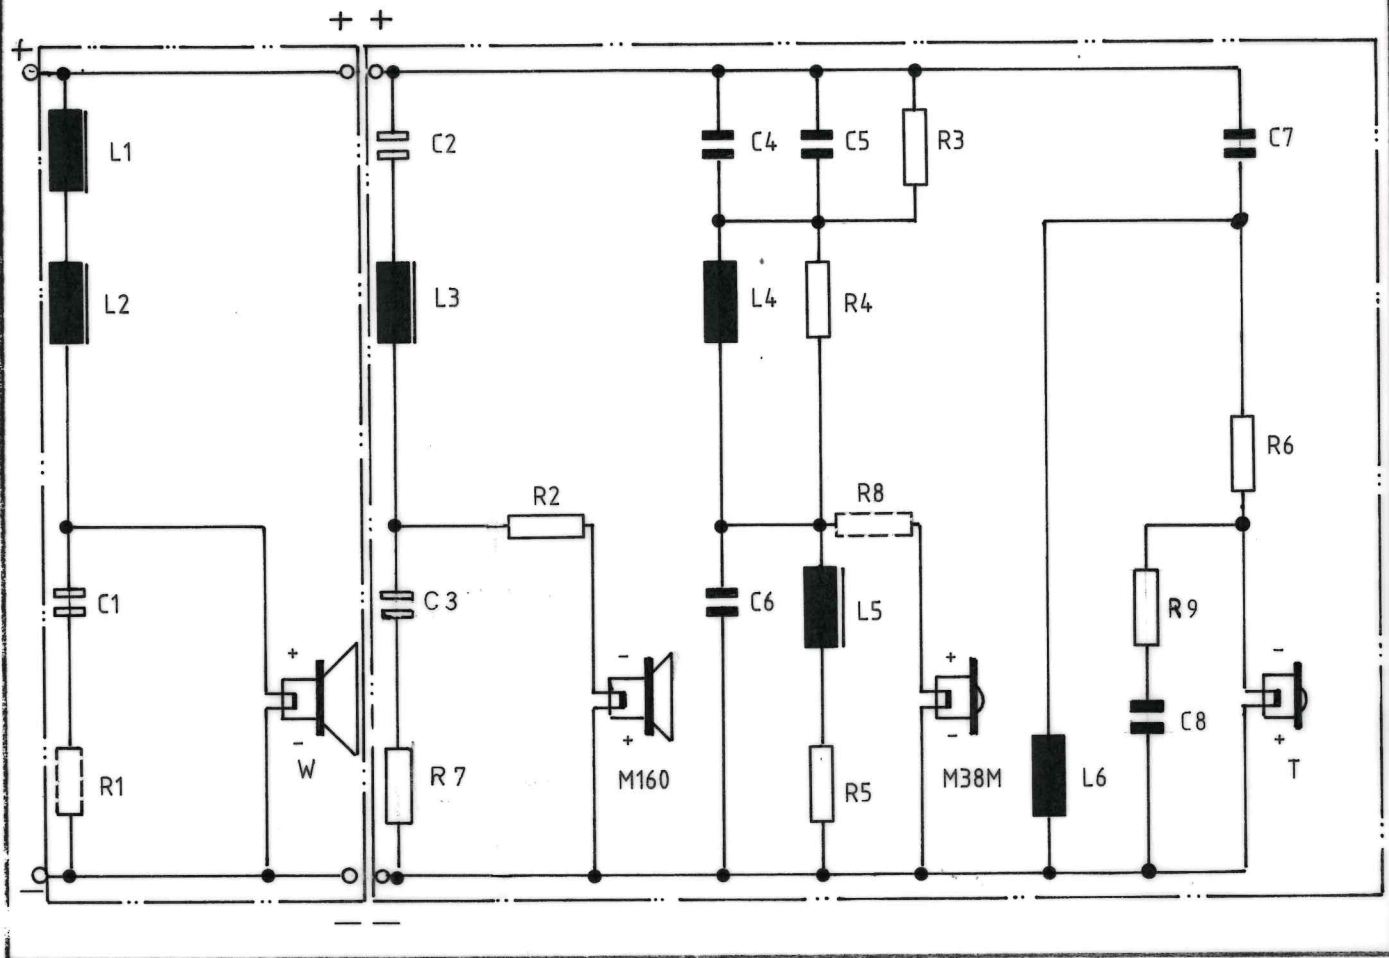 + +
+
C2
C4
C5
R3
C7
L1
L2
L3
L4
R4
R6
R2
R8
C1
C3
C6
L5
R9
+
-
+
-
C8
-
+
-
+
W
R1
R7
M160
R5
M38M
L6
T
-
- -